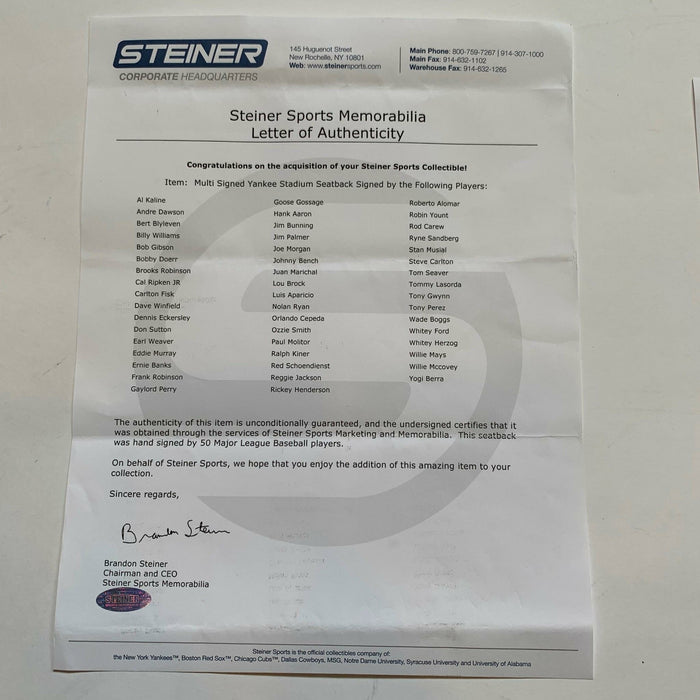 STEINER
CORPORATE HEADQUARTERS
145 Huguenot Street
New Rochelle, NY 10801
Web: www.steinersports.com
Main Phone: 800-759-7267 | 914-307-1000
Main Fax: 914-632-1102
Warehouse Fax: 914-632-1265
Steiner Sports Memorabilia
Letter of Authenticity
Congratulations on the acquisition of your Steiner Sports Collectible!
Item: Multi Signed Yankee Stadium Seatback Signed by the Following Players:
Al Kaline
Andre Dawson
Bert Blyleven
Billy Williams
Bob Gibson
Bobby Doerr
Brooks Robinson
Cal Ripken JR
Carlton Fisk
Dave Winfield
Dennis Eckersley
Don Sutton
Earl Weaver
Eddie Murray
Ernie Banks
Frank Robinson
Gaylord Perry
Goose Gossage
Hank Aaron
Jim Bunning
Jim Palmer
Joe Morgan
Johnny Bench
Juan Marichal
Lou Brock
Luis Aparicio
Nolan Ryan
Orlando Cepeda
Ozzie Smith
Paul Molitor
Ralph Kiner
Red Schoendienst
Reggie Jackson
Rickey Henderson
Roberto Alomar
Robin Yount
Rod Carew
Ryne Sandberg
Stan Musial
Steve Carlton
Tom Seaver
Tommy Lasorda
Tony Gwynn
Tony Perez
Wade Boggs
Whitey Ford
Whitey Herzog
Willie Mays
Willie Mccovey
Yogi Berra
The authenticity of this item is unconditionally guaranteed, and the undersigned certifies that it
was obtained through the services of Steiner Sports Marketing and Memorabilia. This seatback
was hand signed by 50 Major League Baseball players.
On behalf of Steiner Sports, we hope that you enjoy the addition of this amazing item to your
collection.
Sincere regards,
Brandon Steiner
Brandon Steiner
Chairman and CEO
Steiner Sports Memorabilia
STEINER
Steiner Sports is the official collectibles company of:
the New York Yankees™, Boston Red Sox™, Chicago Cubs™, Dallas Cowboys, MSG, Notre Dame University, Syracuse University and University of Alabama